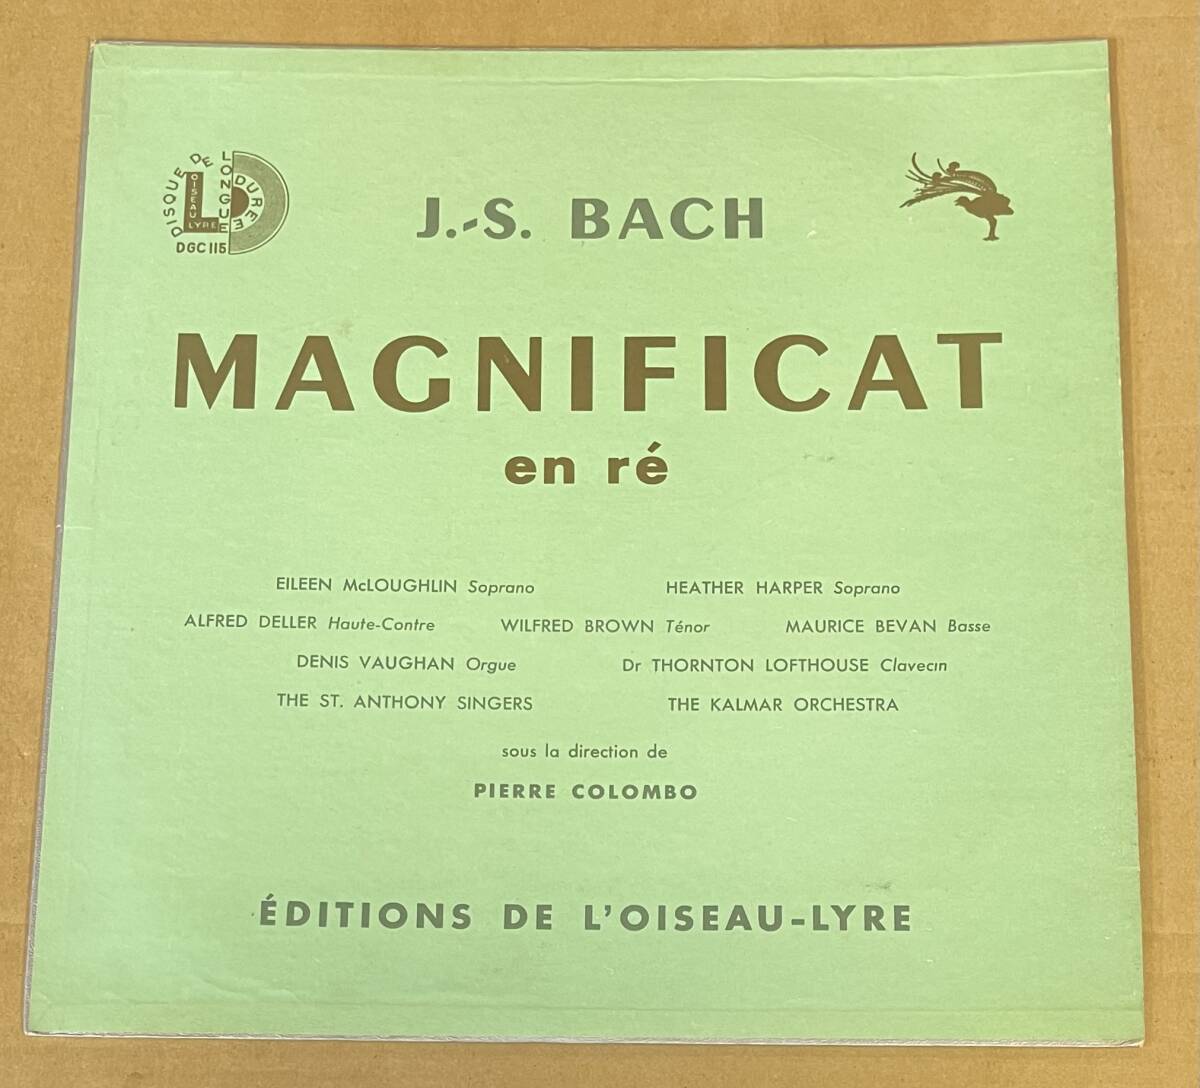 DISQUE DE LONGUE DURÉE
OISEAU
LYRE
DGC 115
J.-S. BACH
MAGNIFICAT
en ré
EILEEN McLOUGHLIN Soprano HEATHER HARPER Soprano
ALFRED DELLER Haute-Contre WILFRED BROWN Ténor MAURICE BEVAN Basse
DENIS VAUGHAN Orgue Dr THORNTON LOFTHOUSE Clavecin
THE ST. ANTHONY SINGERS THE KALMAR ORCHESTRA
sous la direction de
PIERRE COLOMBO
ÉDITIONS DE L'OISEAU-LYRE